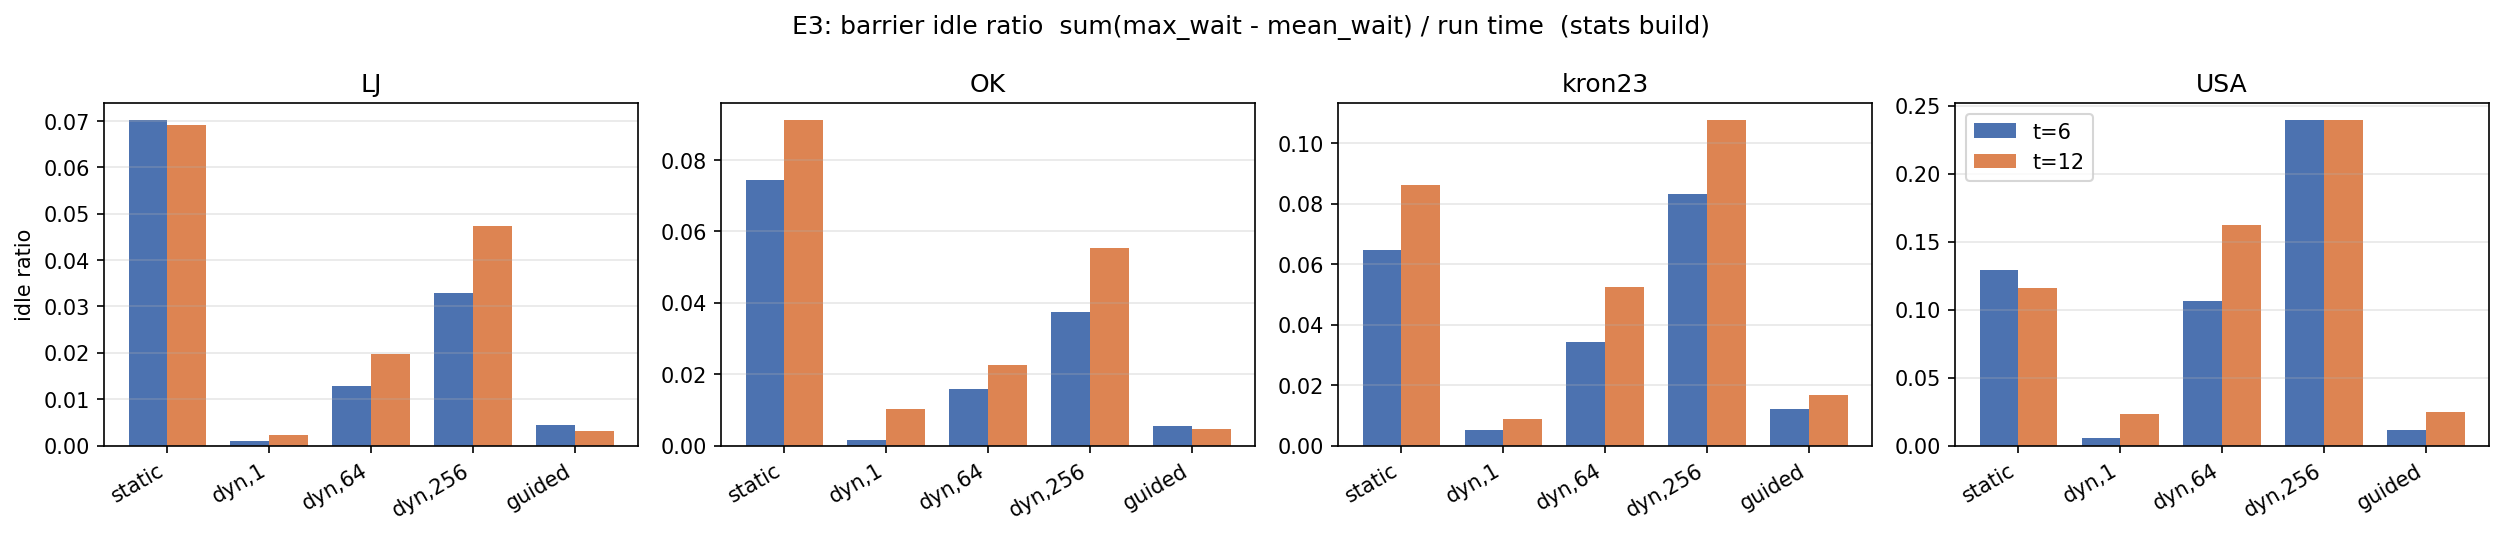 E3: barrier idle ratio  sum(max_wait - mean_wait) / run time  (stats build)
LJ
idle ratio
0.07
0.06
0.05
0.04
0.03
0.02
0.01
0.00
static
dyn,1
dyn,64
dyn,256
guided
OK
0.08
0.06
0.04
0.02
0.00
static
dyn,1
dyn,64
dyn,256
guided
kron23
0.10
0.08
0.06
0.04
0.02
0.00
static
dyn,1
dyn,64
dyn,256
guided
USA
0.25
0.20
0.15
0.10
0.05
0.00
t=6
t=12
static
dyn,1
dyn,64
dyn,256
guided